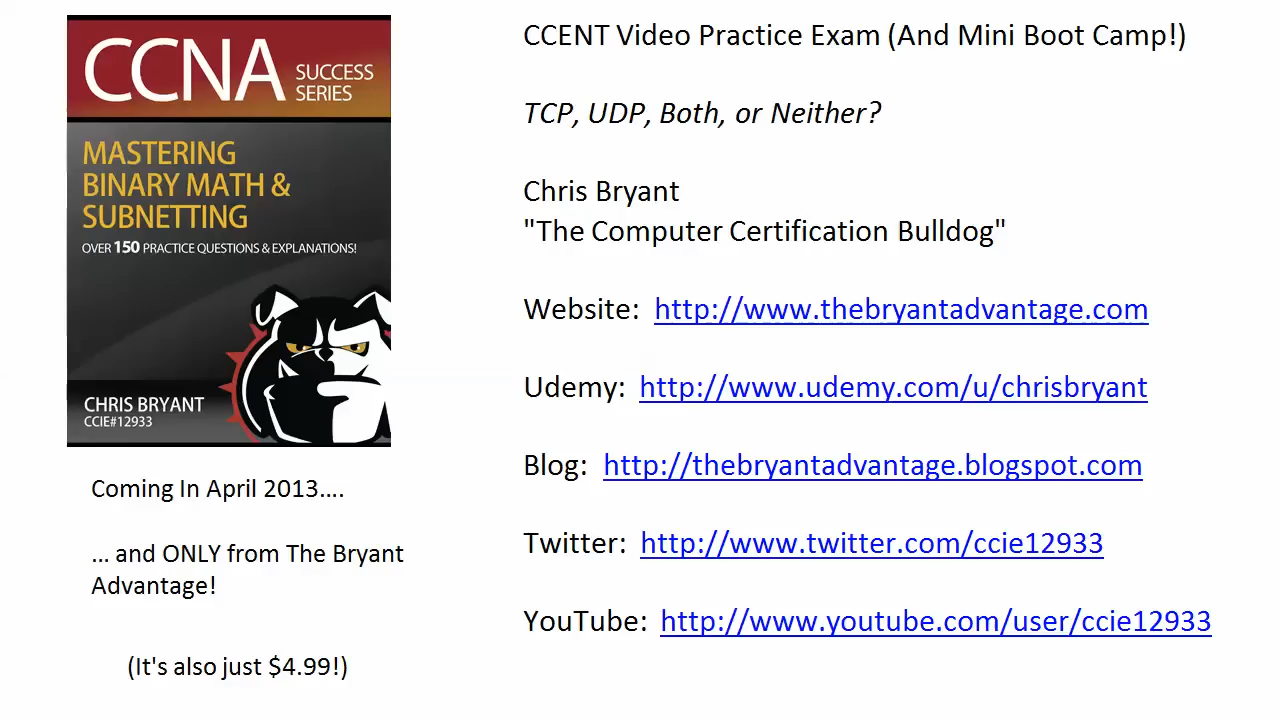 CCNA SUCCESS
SERIES
MASTERING
BINARY MATH &
SUBNETTING
OVER 150 PRACTICE QUESTIONS & EXPLANATIONS!
CHRIS BRYANT
CCIE#12933
Coming In April 2013....
... and ONLY from The Bryant
Advantage!
(It's also just $4.99!)
CCENT Video Practice Exam (And Mini Boot Camp!)
TCP, UDP, Both, or Neither?
Chris Bryant
"The Computer Certification Bulldog"
Website: http://www.thebryantadvantage.com
Udemy: http://www.udemy.com/u/chrisbryant
Blog: http://thebryantadvantage.blogspot.com
Twitter: http://www.twitter.com/ccie12933
YouTube: http://www.youtube.com/user/ccie12933